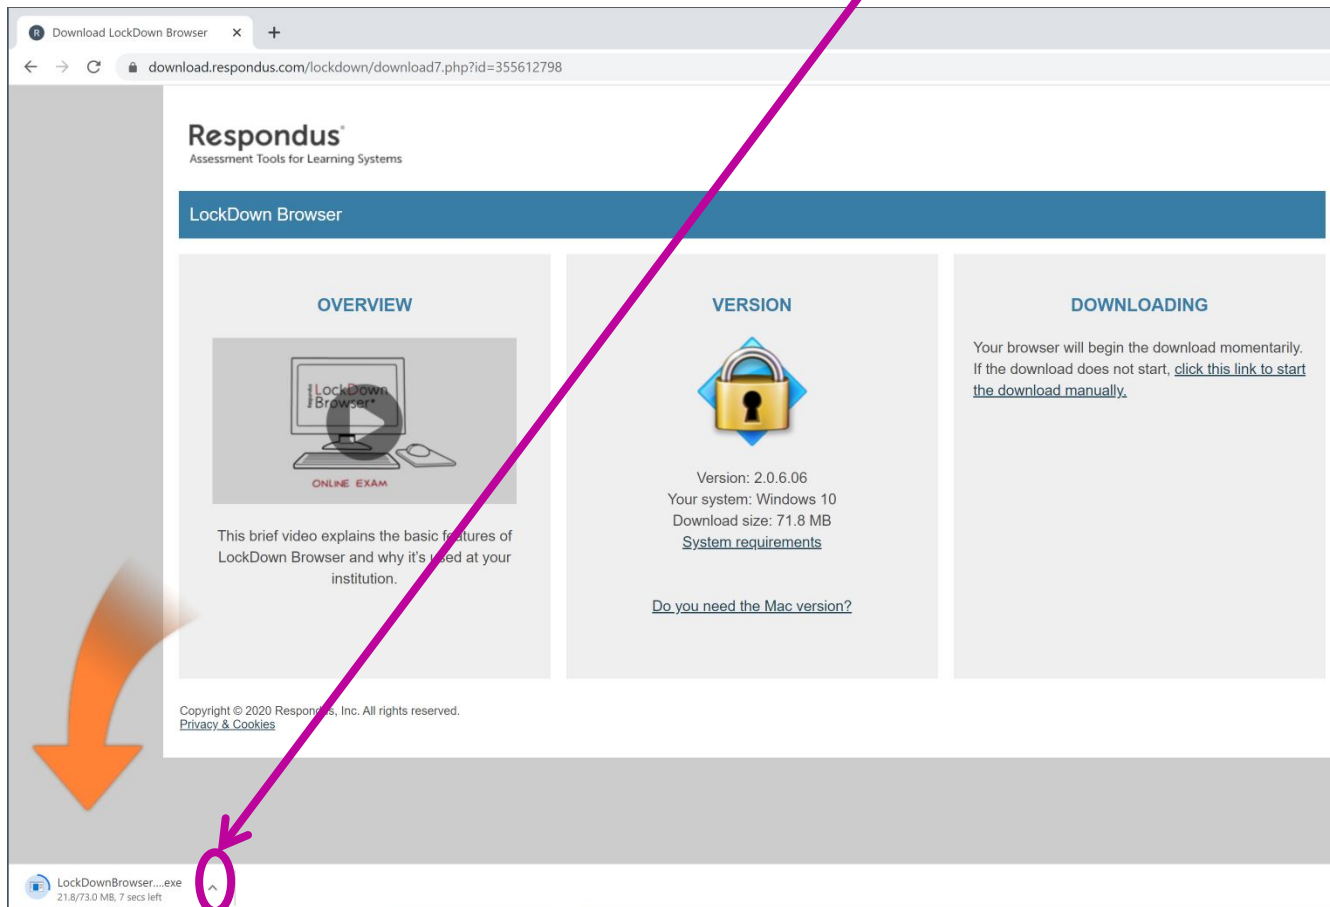 Download LockDown Browser
download.respondus.com/lockdown/download7.php?id=355612798
Respondus®
Assessment Tools for Learning Systems
LockDown Browser
OVERVIEW
Respondus
LockDown
Browser
ONLINE EXAM
This brief video explains the basic features of
LockDown Browser and why it's used at your
institution.
VERSION
Version: 2.0.6.06
Your system: Windows 10
Download size: 71.8 MB
System requirements
Do you need the Mac version?
DOWNLOADING
Your browser will begin the download momentarily.
If the download does not start, click this link to start
the download manually.
Copyright © 2020 Respondus, Inc. All rights reserved.
Privacy & Cookies
LockDownBrowser....exe
21.8/73.0 MB, 7 secs left